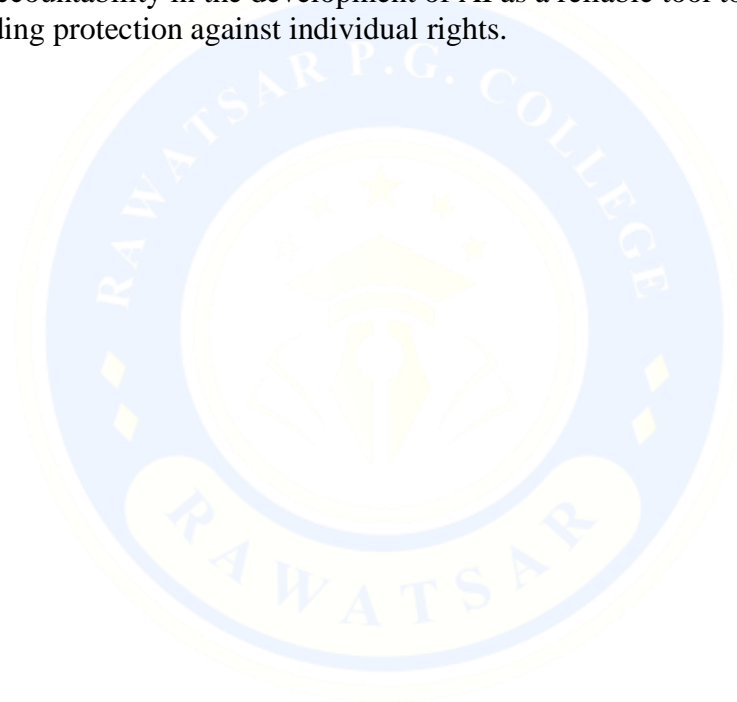 ccountability in the development of AI as a reliable tool to
ding protection against individual rights.
RAWATSAR P.G. COLLEGE
RAWATSAR